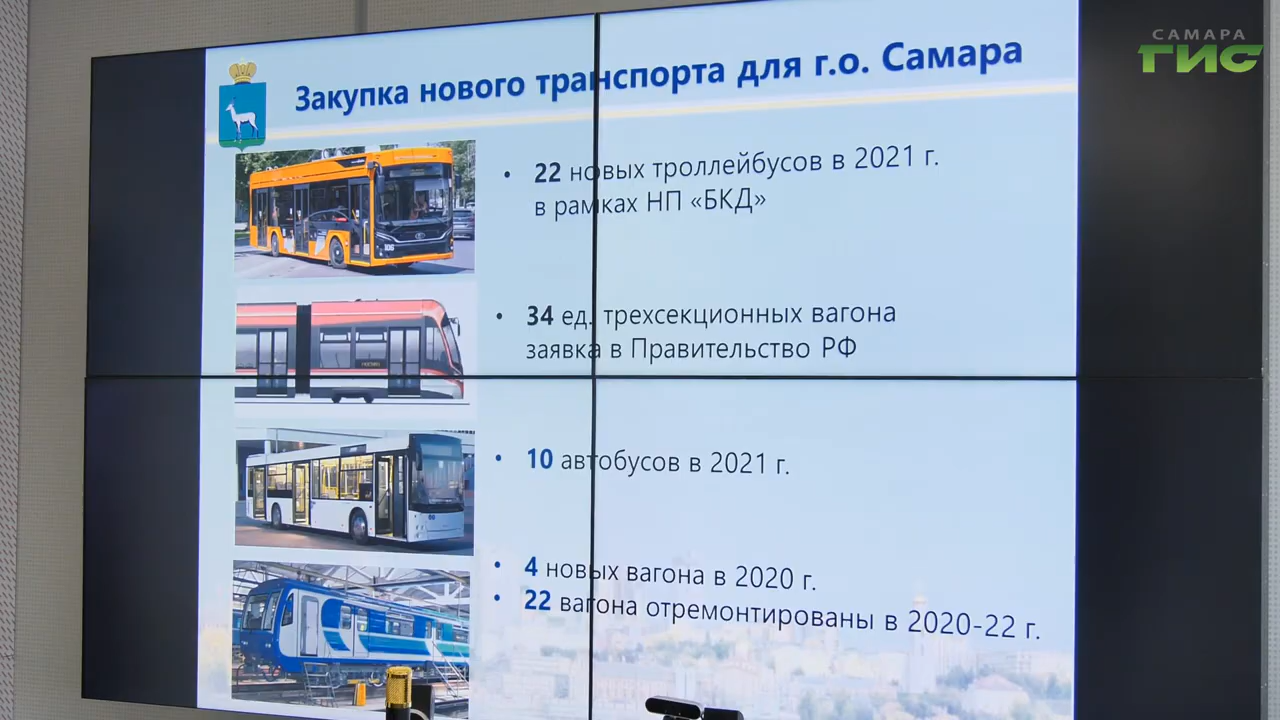 САМАРА
ГИС
Закупка нового транспорта для г.о. Самара
• 22 новых троллейбусов в 2021 г.
в рамках НП «БКД»
• 34 ед. трехсекционных вагона
заявка в Правительство РФ
• 10 автобусов в 2021 г.
• 4 новых вагона в 2020 г.
• 22 вагона отремонтированы в 2020-22 г.